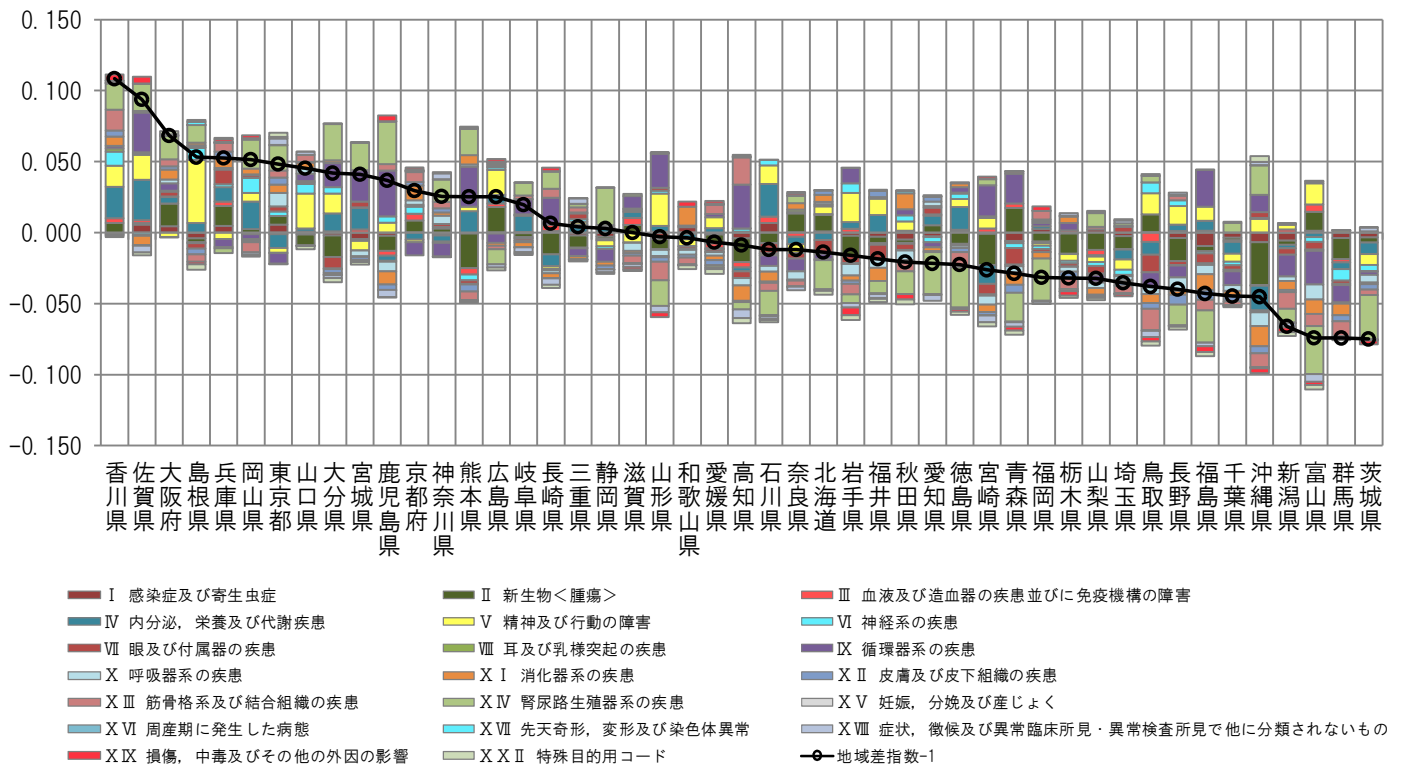 0.150
0.100
0.050
0.000
-0.050
-0.100
-0.150
香川県
佐賀県
大阪府
島根県
兵庫県
岡山県
東京都
山口県
大分県
宮城県
鹿児島県
京都府
神奈川県
熊本県
広島県
岐阜県
長崎県
三重県
静岡県
滋賀県
山形県
和歌山県
愛媛県
高知県
石川県
奈良県
北海道
岩手県
福井県
秋田県
愛知県
徳島県
宮崎県
青森県
福岡県
栃木県
山梨県
埼玉県
鳥取県
長野県
福島県
千葉県
沖縄県
新潟県
富山県
群馬県
茨城県
Ⅰ 感染症及び寄生虫症
Ⅱ 新生物＜腫瘍＞
Ⅲ 血液及び造血器の疾患並びに免疫機構の障害
Ⅳ 内分泌，栄養及び代謝疾患
Ⅴ 精神及び行動の障害
Ⅵ 神経系の疾患
Ⅶ 眼及び付属器の疾患
Ⅷ 耳及び乳様突起の疾患
Ⅸ 循環器系の疾患
Ⅹ 呼吸器系の疾患
ⅩⅠ 消化器系の疾患
ⅩⅡ 皮膚及び皮下組織の疾患
ⅩⅢ 筋骨格系及び結合組織の疾患
ⅩⅣ 腎尿路生殖器系の疾患
ⅩⅤ 妊娠，分娩及び産じょく
ⅩⅥ 周産期に発生した病態
ⅩⅦ 先天奇形，変形及び染色体異常
ⅩⅧ 症状，徴候及び異常臨床所見・異常検査所見で他に分類されないもの
ⅩⅨ 損傷，中毒及びその他の外因の影響
ⅩⅩⅡ 特殊目的用コード
地域差指数-1